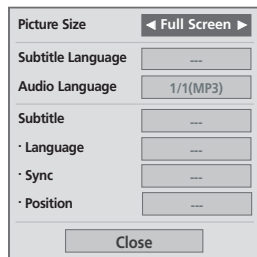 Picture Size ◀ Full Screen ▶
Subtitle Language ---
Audio Language 1/1(MP3)
Subtitle ---
· Language ---
· Sync ---
· Position ---
Close